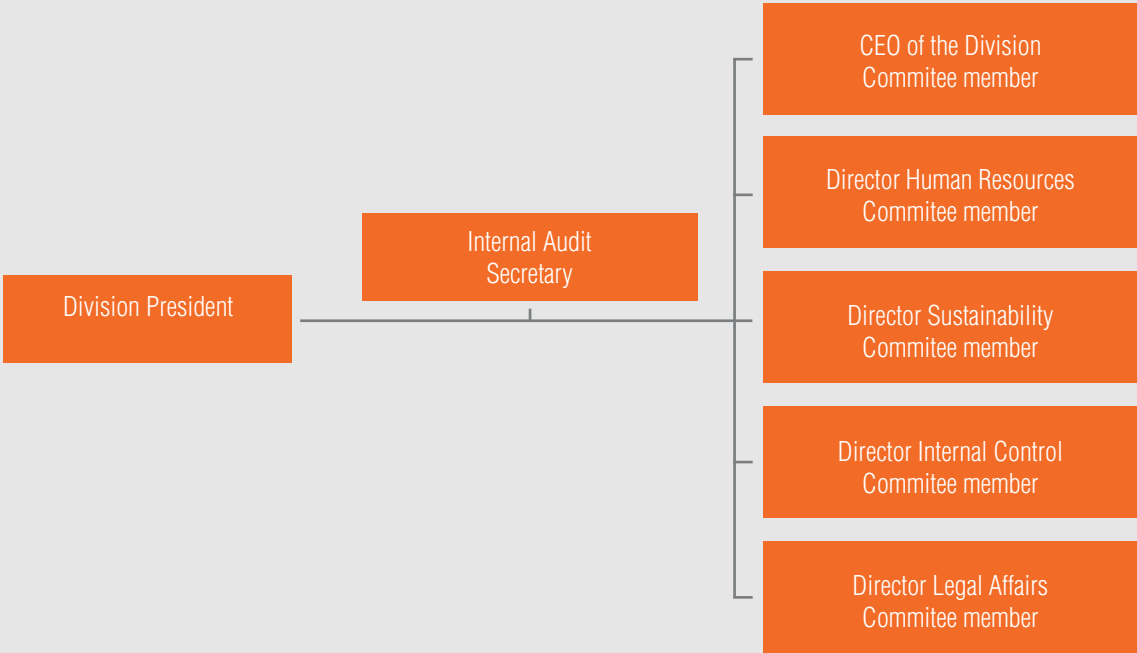 Division President
Internal Audit
Secretary
CEO of the Division
Commitee member
Director Human Resources
Commitee member
Director Sustainability
Commitee member
Director Internal Control
Commitee member
Director Legal Affairs
Commitee member